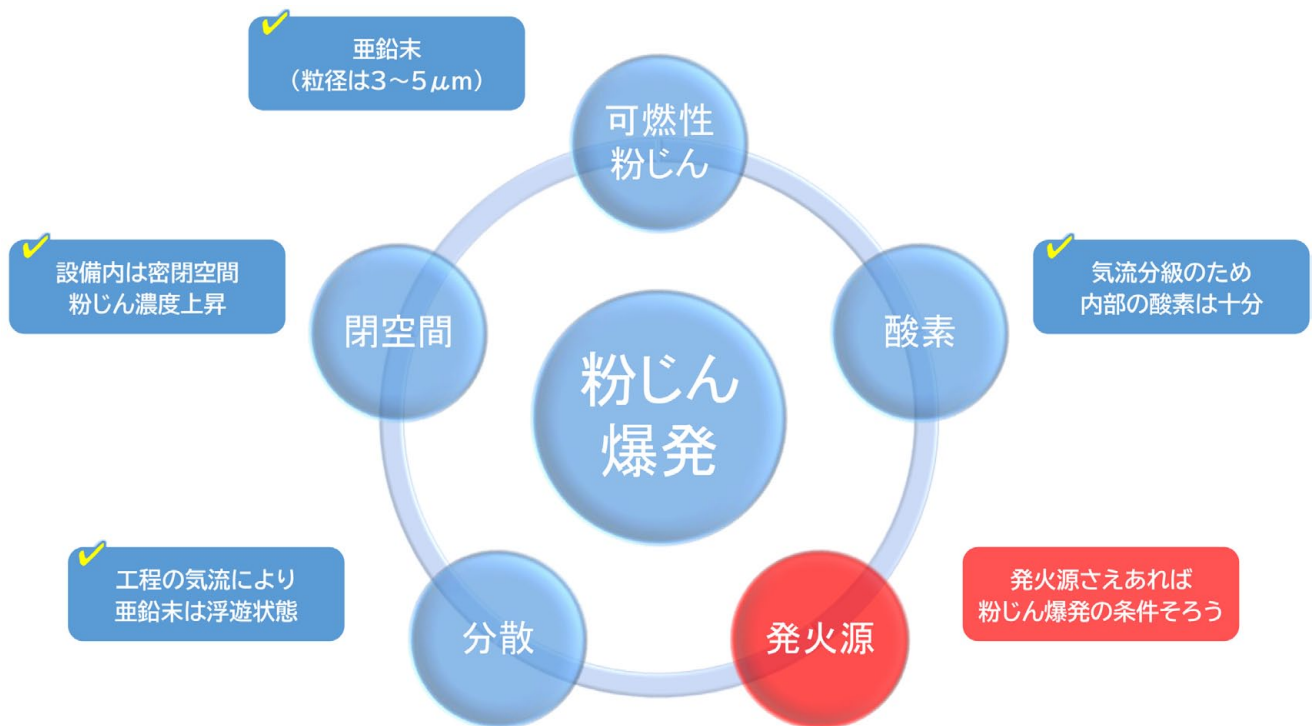 亜鉛末
（粒径は3～5μm）
可燃性
粉じん
設備内は密閉空間
粉じん濃度上昇
閉空間
酸素
気流分級のため
内部の酸素は十分
粉じん
爆発
工程の気流により
亜鉛末は浮遊状態
分散
発火源
発火源さえあれば
粉じん爆発の条件そろう